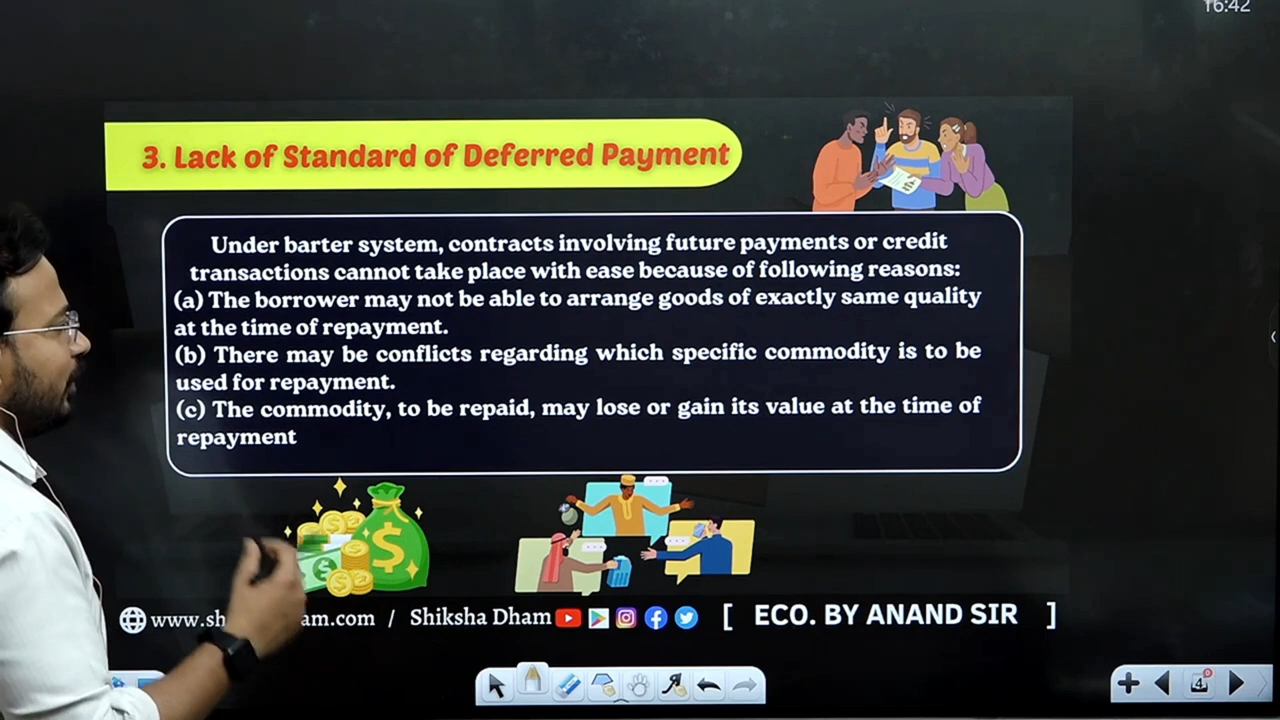 16:42
3. Lack of Standard of Deferred Payment
Under barter system, contracts involving future payments or credit
transactions cannot take place with ease because of following reasons:
(a) The borrower may not be able to arrange goods of exactly same quality
at the time of repayment.
(b) There may be conflicts regarding which specific commodity is to be
used for repayment.
(c) The commodity, to be repaid, may lose or gain its value at the time of
repayment
/ Shiksha Dham [ ECO. BY ANAND SIR ]
4